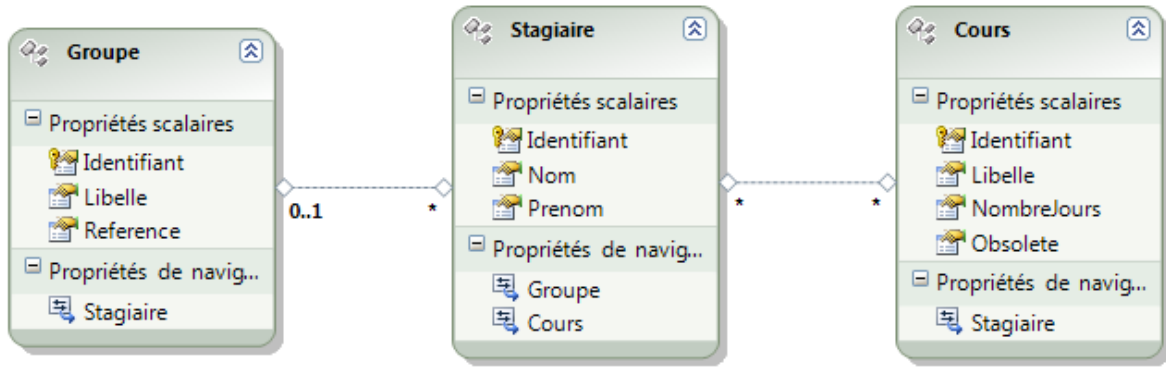 Groupe
Propriétés scalaires
Identifiant
Libelle
Reference
Propriétés de navig...
Stagiaire
0..1
*
Stagiaire
Propriétés scalaires
Identifiant
Nom
Prenom
Propriétés de navig...
Groupe
Cours
*
*
Cours
Propriétés scalaires
Identifiant
Libelle
NombreJours
Obsolete
Propriétés de navig...
Stagiaire